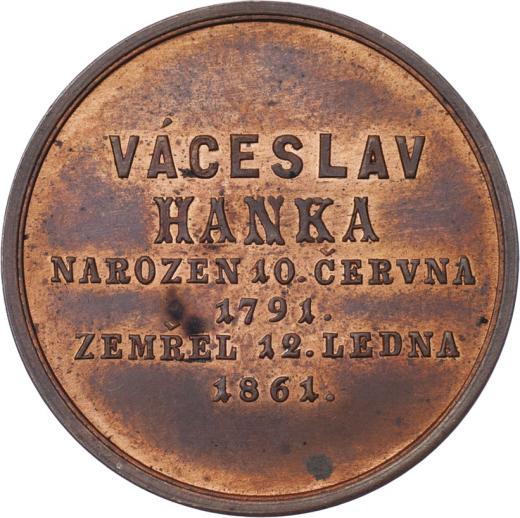 VÁCESLAV
HANKA
NAROZEN 10. ČERVNA
1791.
ZEMŘEL 12. LEDNA
1861.